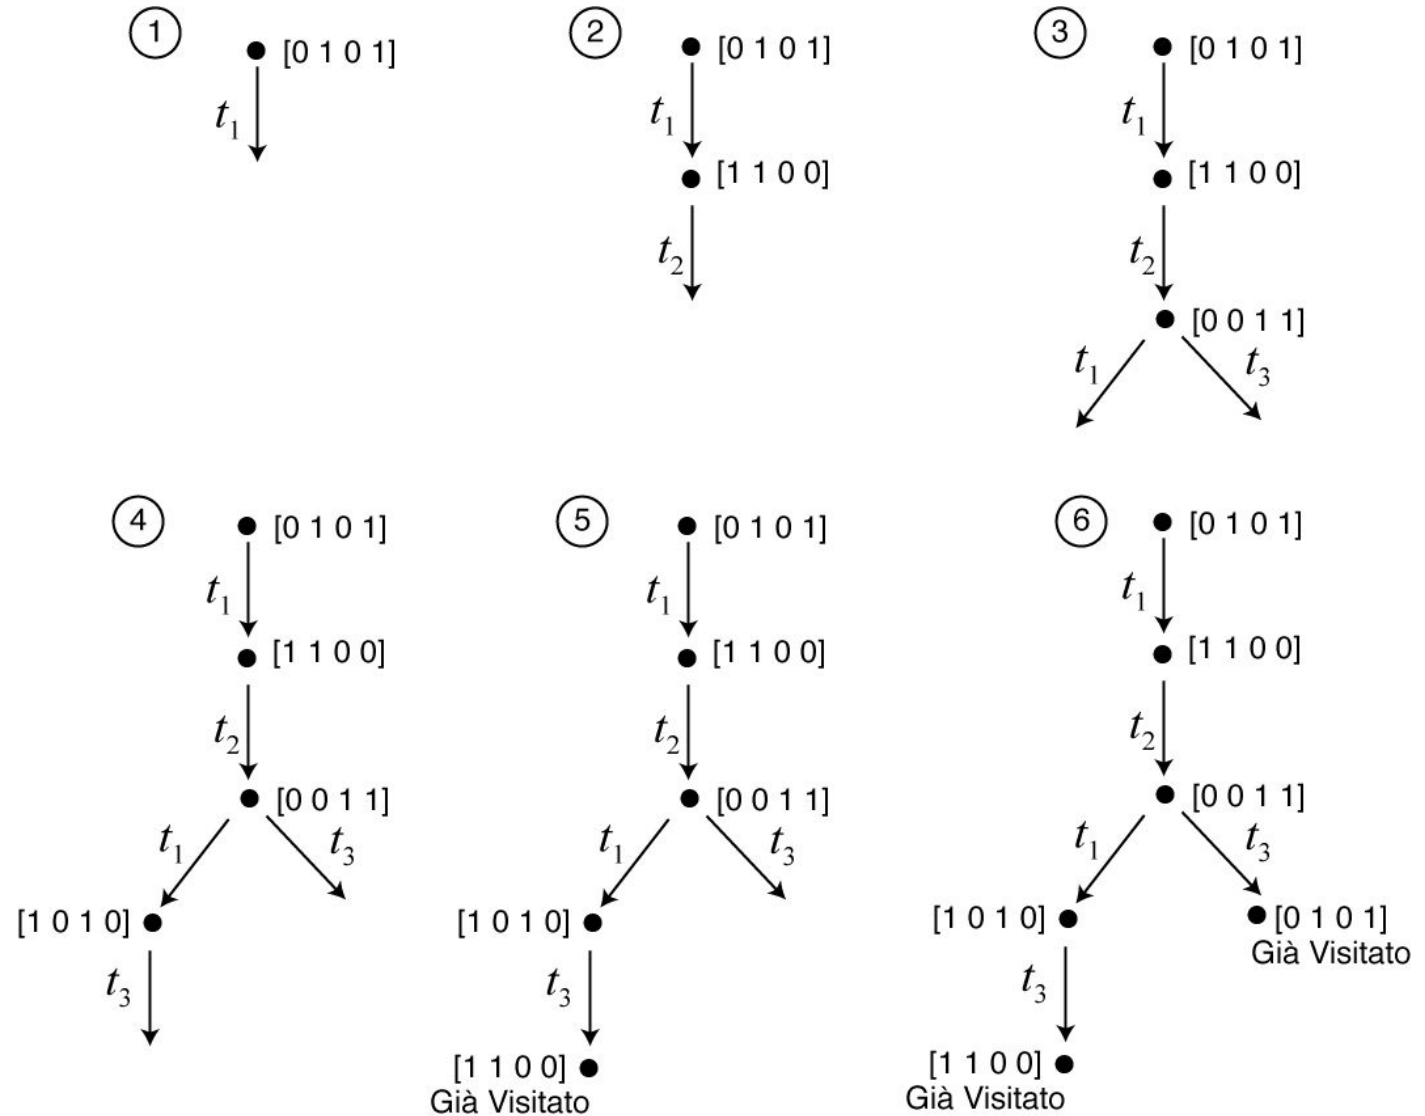 1
[0 1 0 1]
t1
2
[0 1 0 1]
t1
[1 1 0 0]
t2
3
[0 1 0 1]
t1
[1 1 0 0]
t2
[0 0 1 1]
t1
t3
4
[0 1 0 1]
t1
[1 1 0 0]
t2
[0 0 1 1]
t1
t3
[1 0 1 0]
t3
5
[0 1 0 1]
t1
[1 1 0 0]
t2
[0 0 1 1]
t1
t3
[1 0 1 0]
t3
[1 1 0 0]
Già Visitato
6
[0 1 0 1]
t1
[1 1 0 0]
t2
[0 0 1 1]
t1
t3
[1 0 1 0]
[0 1 0 1]
Già Visitato
t3
[1 1 0 0]
Già Visitato